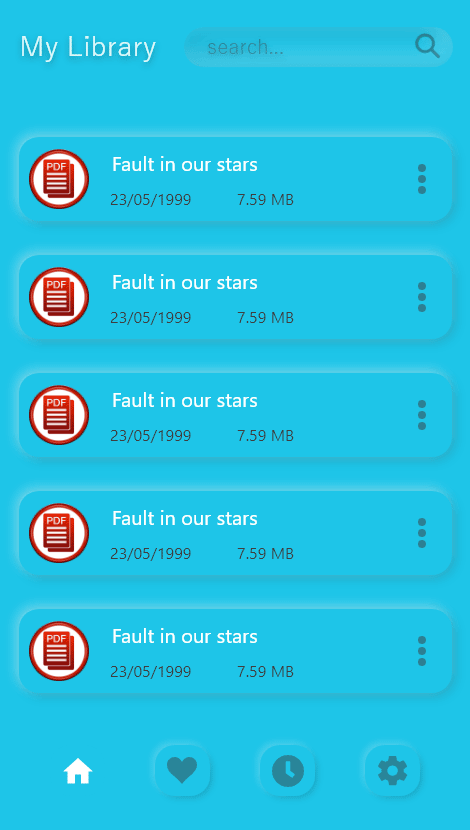 My Library
search...
PDF
Fault in our stars
23/05/1999 7.59 MB
PDF
Fault in our stars
23/05/1999 7.59 MB
PDF
Fault in our stars
23/05/1999 7.59 MB
PDF
Fault in our stars
23/05/1999 7.59 MB
PDF
Fault in our stars
23/05/1999 7.59 MB